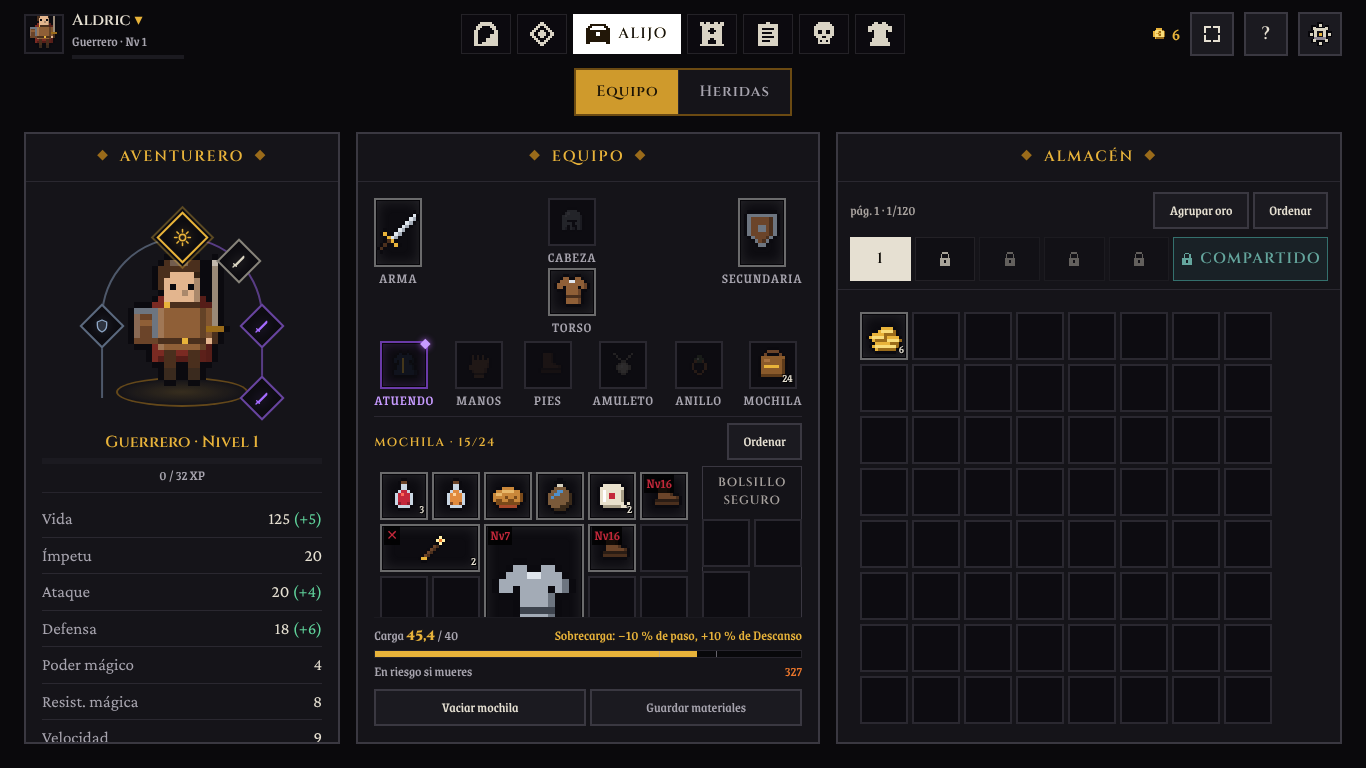 ALDRIC
Guerrero · Nv 1
ALIJO
6
?
EQUIPO
HERIDAS
AVENTURERO
GUERRERO · NIVEL 1
0 / 32 XP
Vida 125 (+5)
Ímpetu 20
Ataque 20 (+4)
Defensa 18 (+6)
Poder mágico 4
Resist. mágica 8
Velocidad 9
EQUIPO
ARMA
CABEZA
SECUNDARIA
TORSO
24
ATUENDO
MANOS
PIES
AMULETO
ANILLO
MOCHILA
MOCHILA · 15/24
Ordenar
3
2
Nv16
BOLSILLO
SEGURO
2
Nv7
Nv16
Carga 45,4 / 40
Sobrecarga: −10 % de paso, +10 % de Descanso
En riesgo si mueres
327
Vaciar mochila
Guardar materiales
ALMACÉN
pág. 1 · 1/120
Agrupar oro
Ordenar
1
COMPARTIDO
6